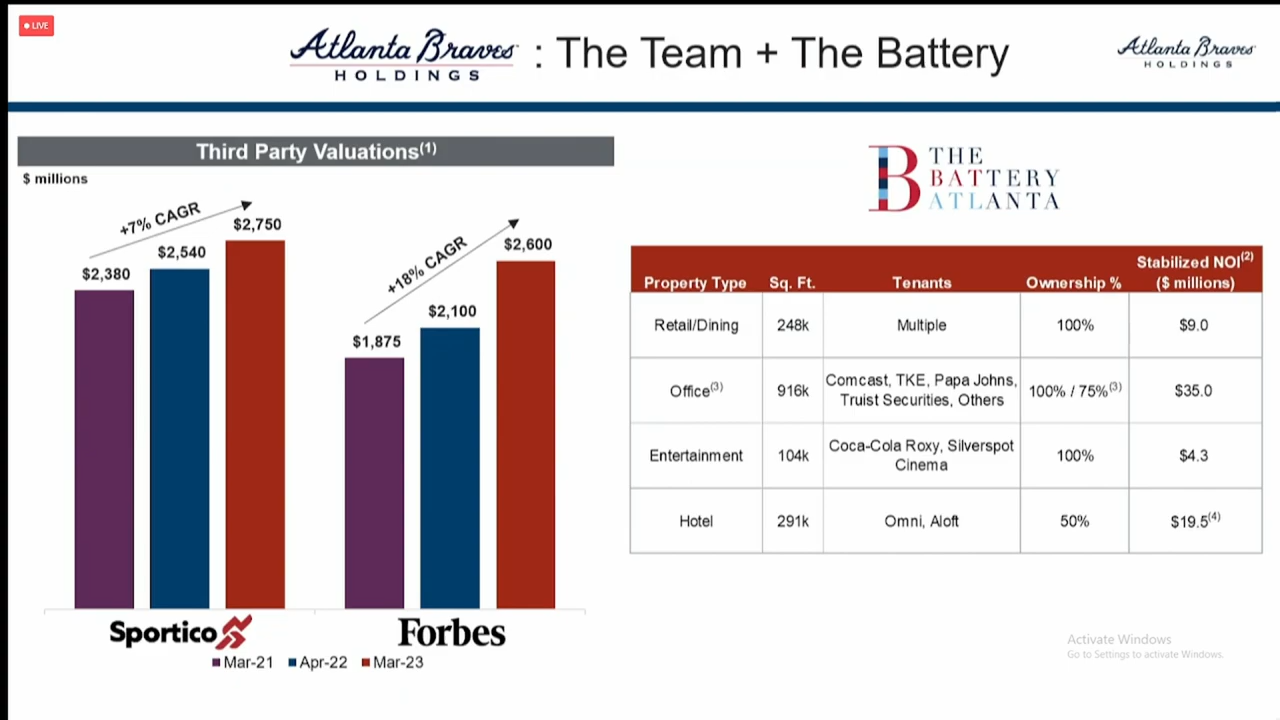 LIVE
Atlanta Braves HOLDINGS : The Team + The Battery
Atlanta Braves
HOLDINGS
Third Party Valuations(1)
$ millions
+7% CAGR
$2,380
$2,540
$2,750
+18% CAGR
$1,875
$2,100
$2,600
Sportico
Forbes
Mar-21 Apr-22 Mar-23
B THE
BATTERY
ATLANTA
Property Type Sq. Ft. Tenants Ownership % Stabilized NOI(2) ($ millions)
Retail/Dining 248k Multiple 100% $9.0
Office(3) 916k Comcast, TKE, Papa Johns, Truist Securities, Others 100% / 75%(3) $35.0
Entertainment 104k Coca-Cola Roxy, Silverspot Cinema 100% $4.3
Hotel 291k Omni, Aloft 50% $19.5(4)
Activate Windows
Go to Settings to activate Windows.